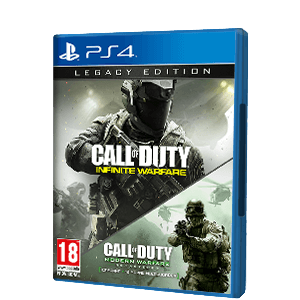 PS4
LEGACY EDITION
CALL OF DUTY
INFINITE WARFARE
CALL OF DUTY
MODERN WARFARE
18